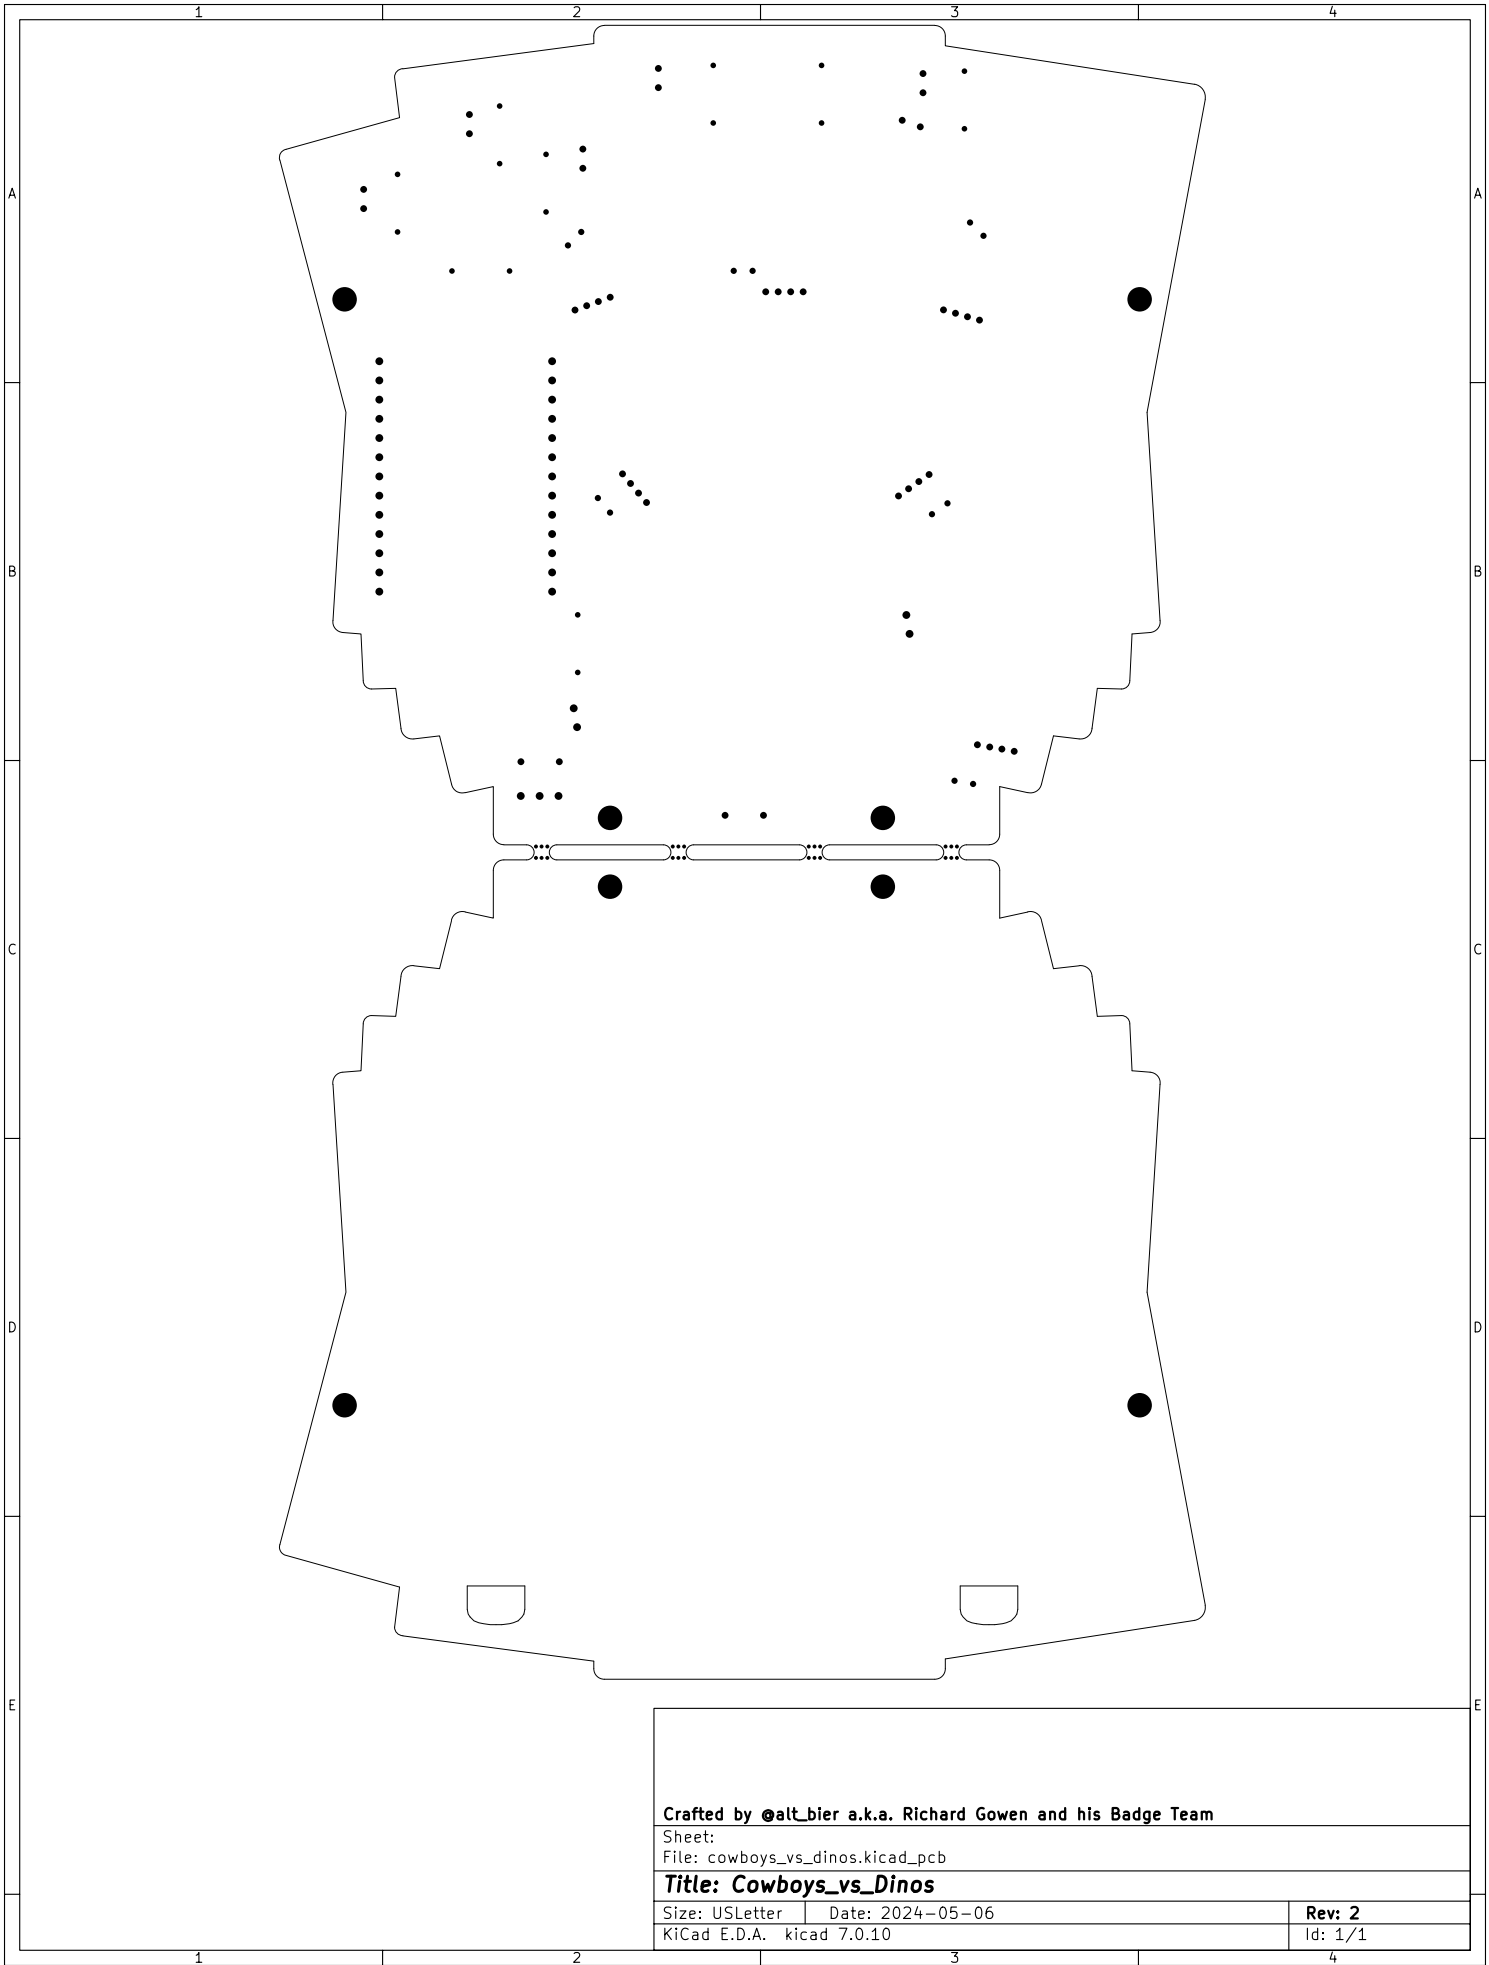 1 2 3 4
A A
B B
C C
D D
E E
Crafted by @alt_bier a.k.a. Richard Gowen and his Badge Team
Sheet:
File: cowboys_vs_dinos.kicad_pcb
Title: Cowboys_vs_Dinos
Size: USLetter Date: 2024-05-06 Rev: 2
KiCad E.D.A. kicad 7.0.10 Id: 1/1
1 2 3 4